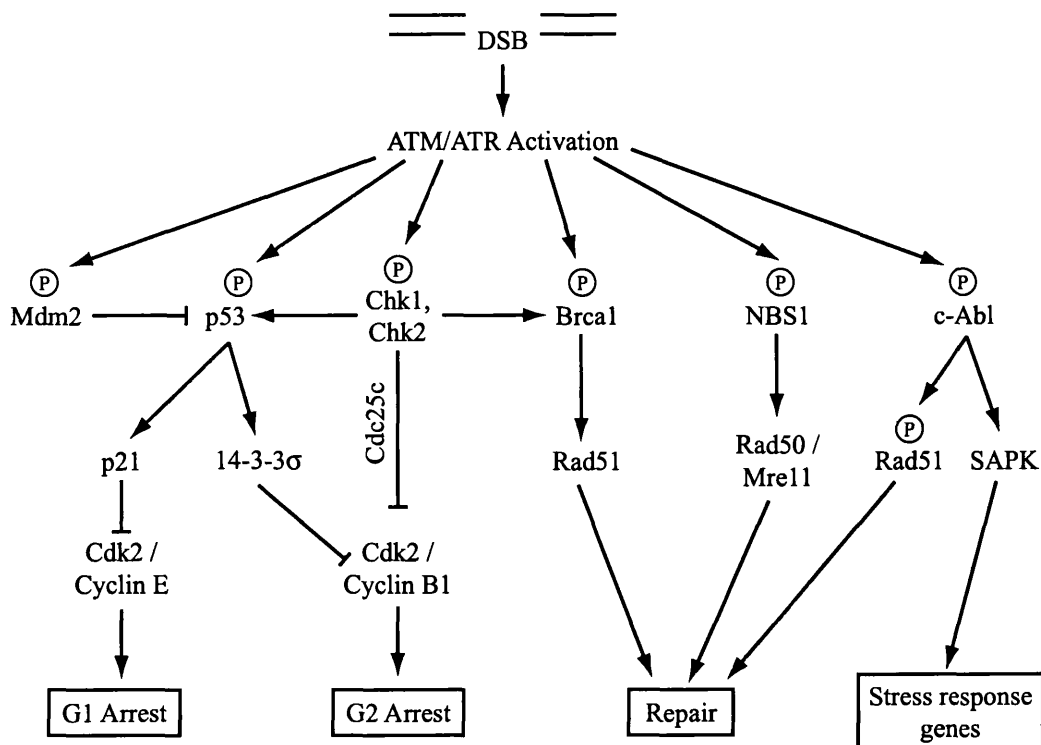 DSB
ATM/ATR Activation
P P P P P P
Mdm2 p53 Chk1, Brca1 NBS1 c-Abl
Chk2
Cdc25c
P
p21 14-3-3σ Rad51 Rad50 / Rad51 SAPK
Mre11
Cdk2 / Cdk2 /
Cyclin E Cyclin B1
G1 Arrest G2 Arrest Repair Stress response
genes